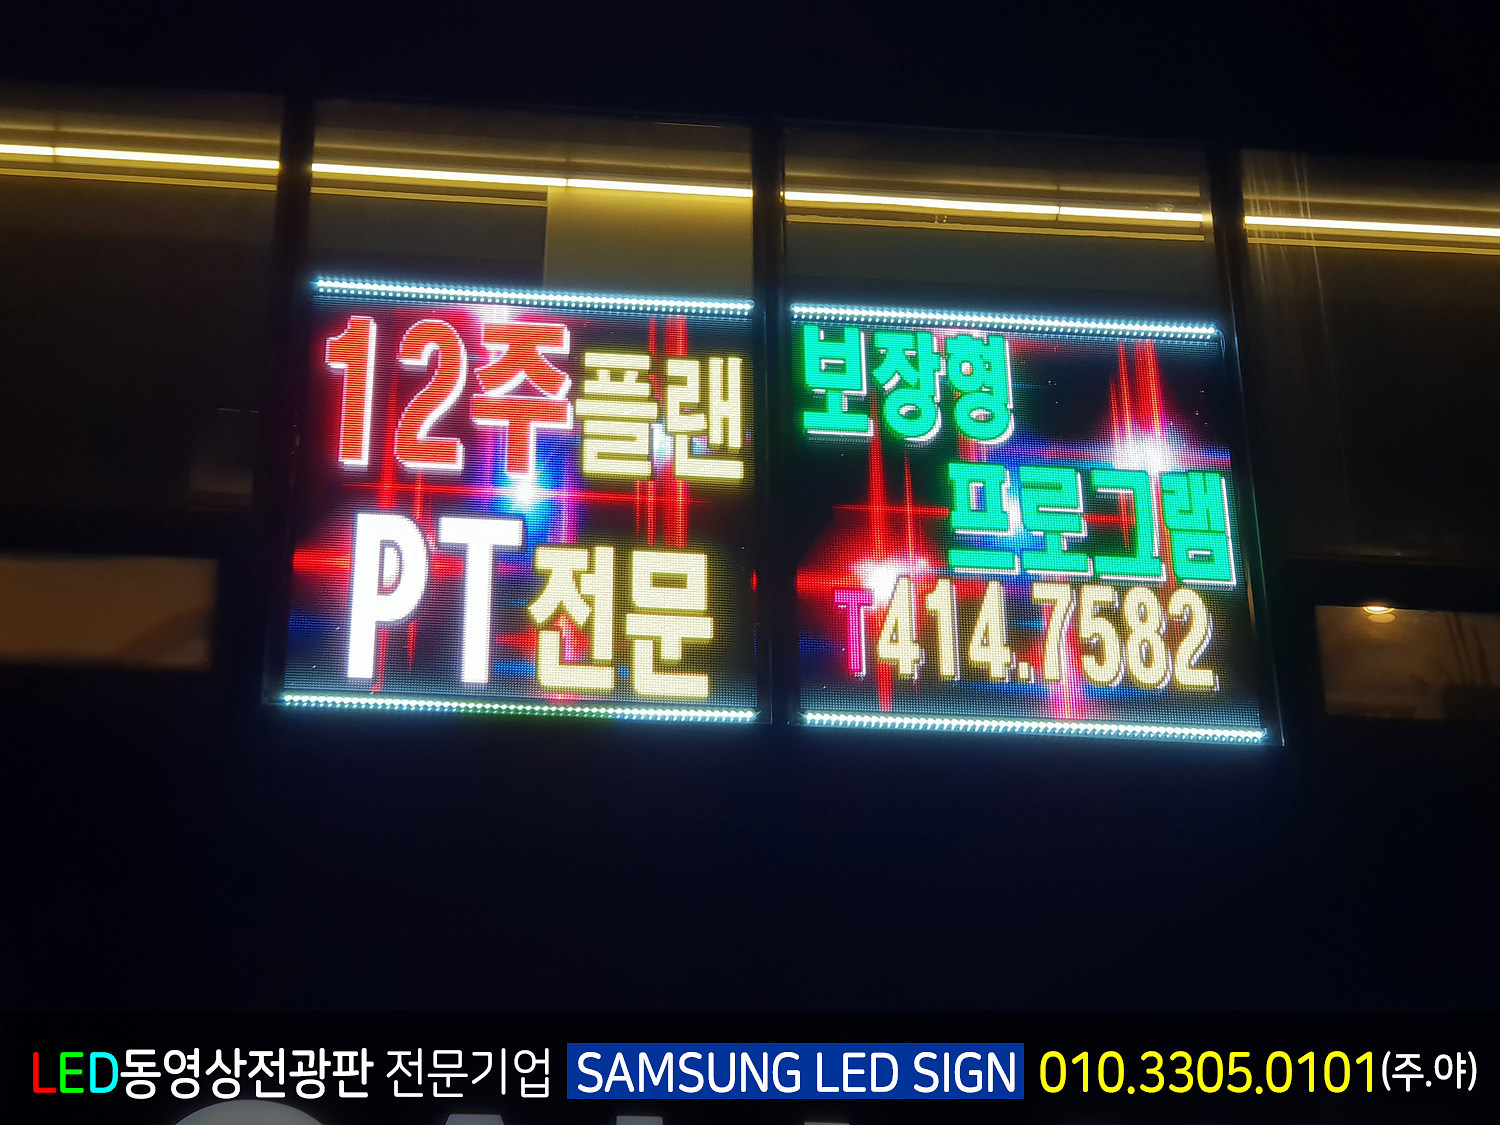 12주플랜
PT전문
보장형
프로그램
T414.7582
LED동영상전광판 전문기업 SAMSUNG LED SIGN 010.3305.0101(주.야)